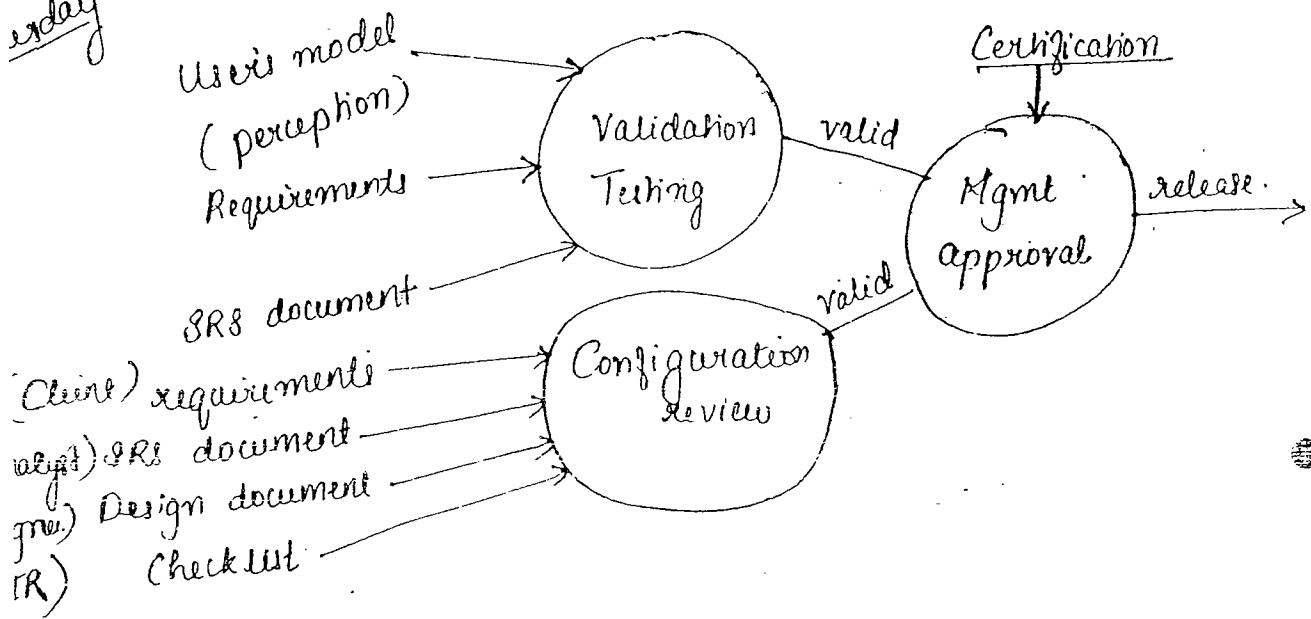 User's model
(perception)
Requirements
SRS document
Validation
Testing
valid
Certification
Mgmt
approval
release.
valid
(Client) requirements
SRS document
Design document
Checklist
Configuration
review